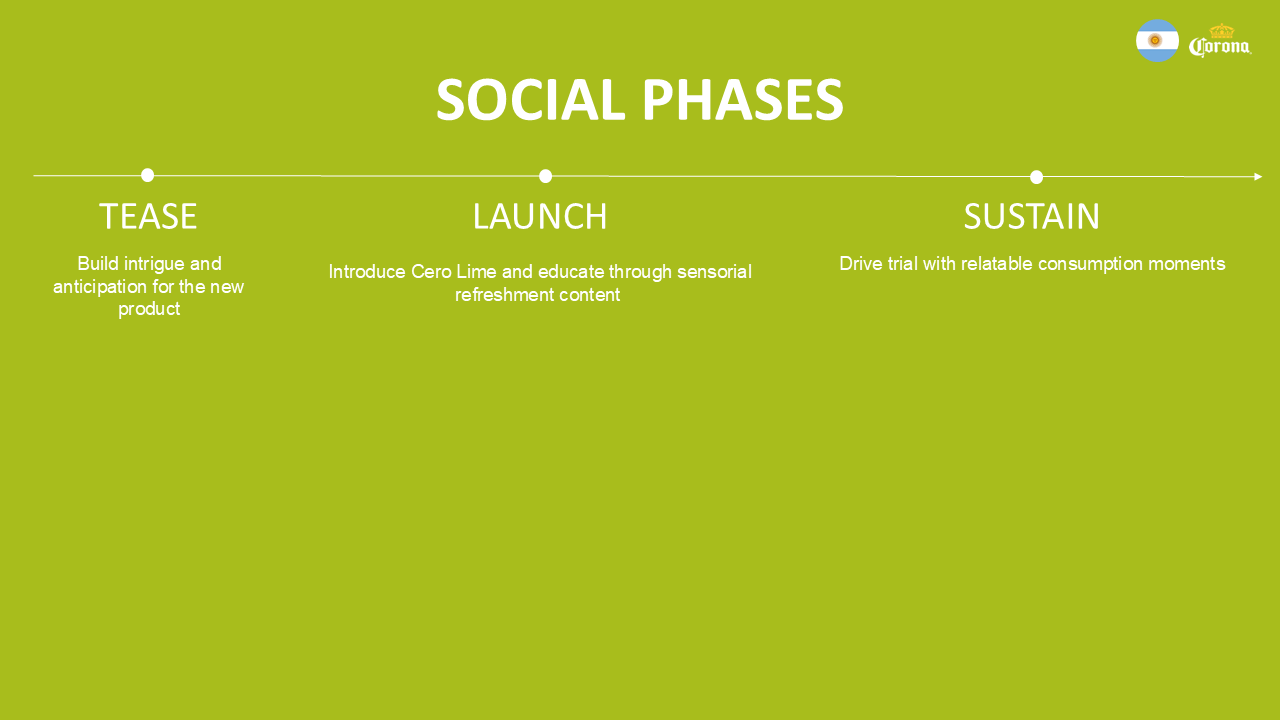 Corona
SOCIAL PHASES
TEASE
Build intrigue and
anticipation for the new
product
LAUNCH
Introduce Cero Lime and educate through sensorial
refreshment content
SUSTAIN
Drive trial with relatable consumption moments